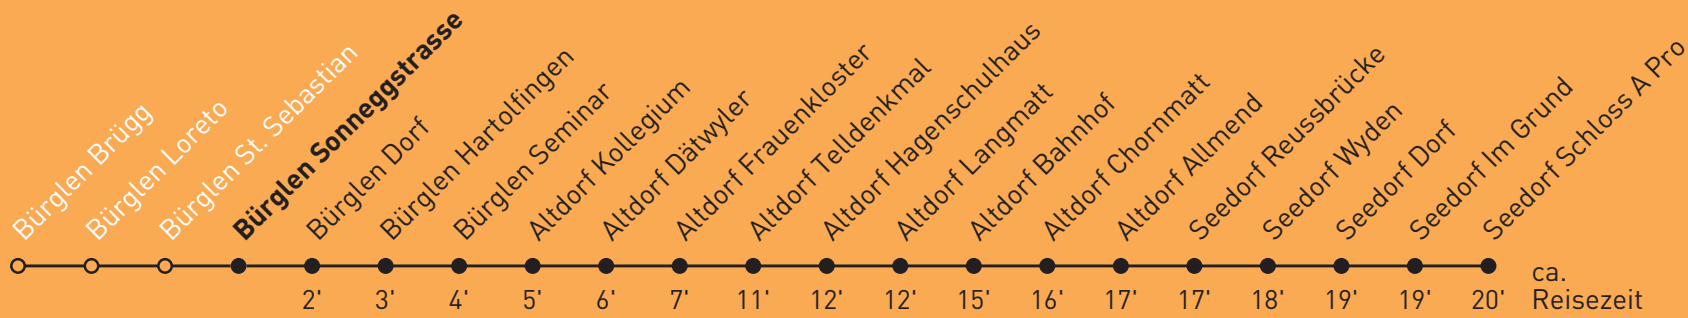 Bürglen Brügg
Bürglen Loreto
Bürglen St. Sebastian
Bürglen Sonneggstrasse
Bürglen Dorf
Bürglen Hartolfingen
Bürglen Seminar
Altdorf Kollegium
Altdorf Dätwyler
Altdorf Frauenkloster
Altdorf Telldenkmal
Altdorf Hagenschulhaus
Altdorf Langmatt
Altdorf Bahnhof
Altdorf Chornmatt
Altdorf Allmend
Seedorf Reussbrücke
Seedorf Wyden
Seedorf Dorf
Seedorf Im Grund
Seedorf Schloss A Pro
2' 3' 4' 5' 6' 7' 11' 12' 12' 15' 16' 17' 17' 18' 19' 19' 20'
ca.
Reisezeit